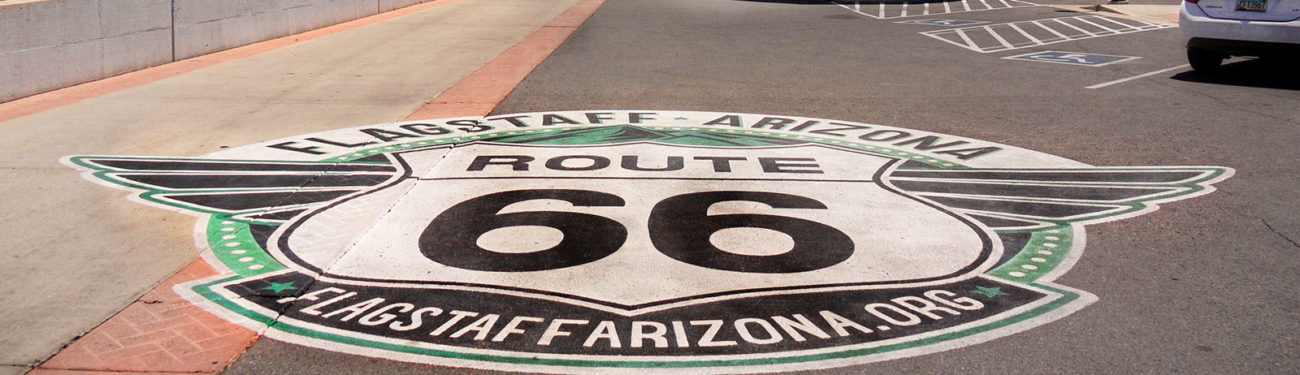 FLAGSTAFF ★ ARIZONA
ROUTE
66
★ FLAGSTAFFARIZONA.ORG ★